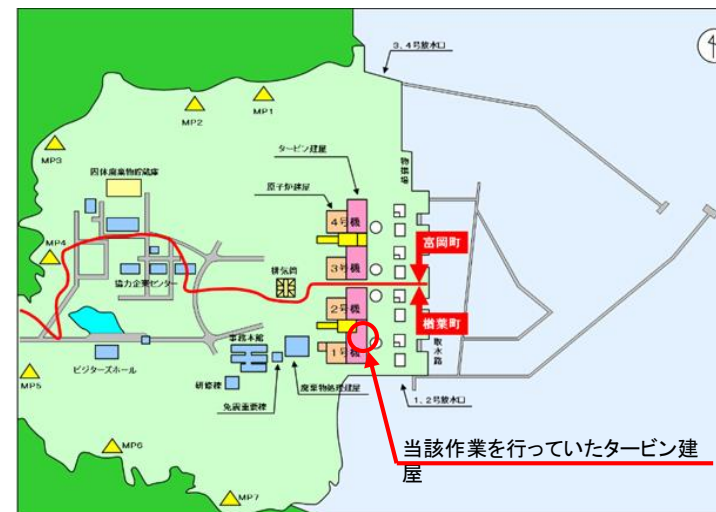 3，4号放水口
MP1
MP2
タービン建屋
物揚場
MP3
固体廃棄物貯蔵庫
原子炉建屋
4号機
富岡町
MP4
3号機
排気筒
協力企業センター
2号機
楢葉町
事務本館
1号機
取水路
ビジターズホール
MP5
研修棟
廃棄物処理建屋
免震重要棟
1，2号放水口
当該作業を行っていたタービン建
屋
MP6
MP7